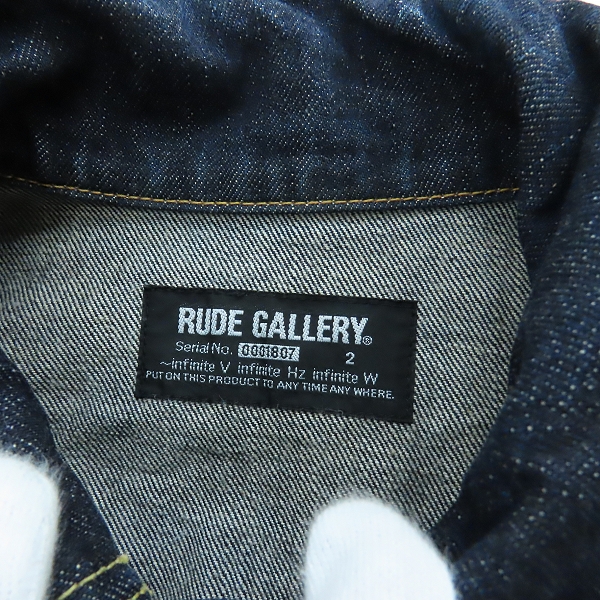 RUDE GALLERY®
Serial No. 0001807 2
~infinite V infinite Hz infinite W
PUT ON THIS PRODUCT TO ANY TIME ANY WHERE.